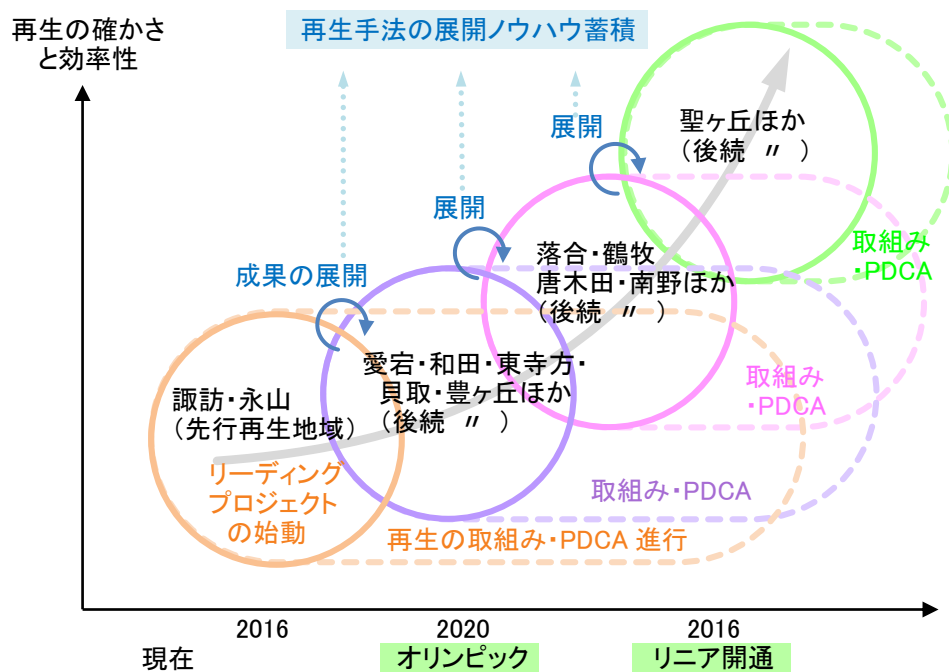 再生の確かさ
と効率性
再生手法の展開ノウハウ蓄積
展開
聖ヶ丘ほか
(後続 〃 )
展開
取組み
・PDCA
成果の展開
落合・鶴牧
唐木田・南野ほか
(後続 〃 )
愛宕・和田・東寺方・
貝取・豊ヶ丘ほか
(後続 〃 )
取組み
・PDCA
諏訪・永山
(先行再生地域)
リーディング
プロジェクト
の始動
取組み・PDCA
再生の取組み・PDCA 進行
2016
2020
2016
現在
オリンピック
リニア開通